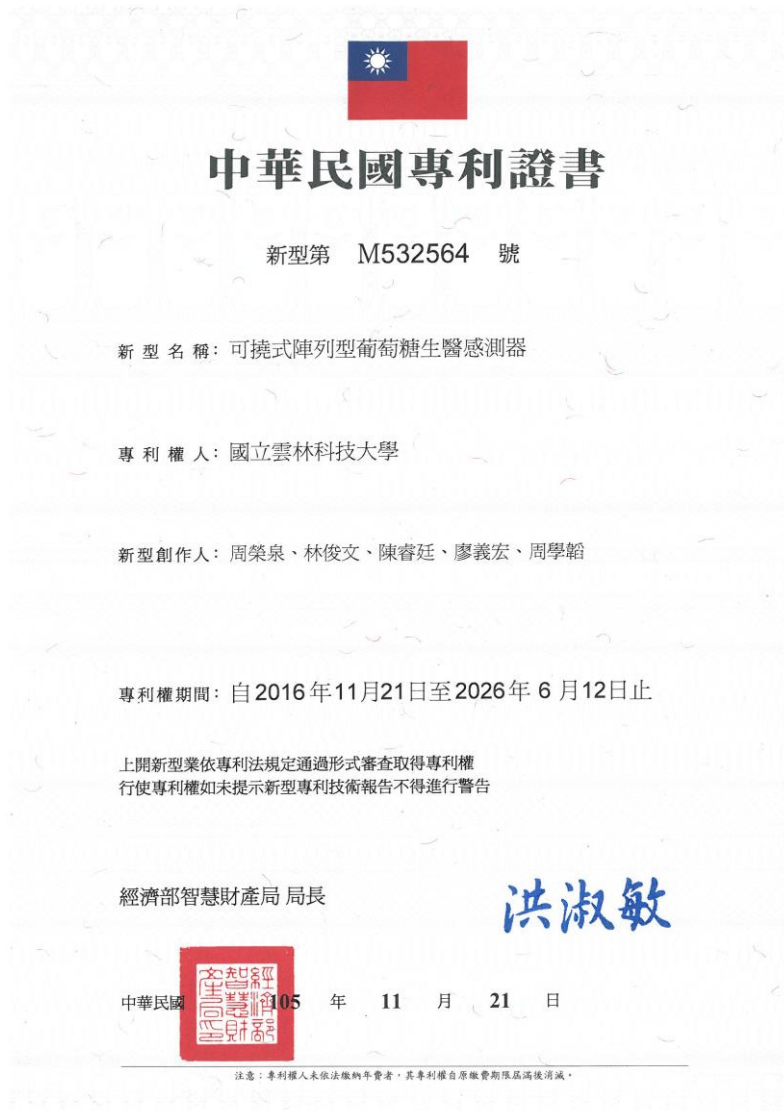 中華民國專利證書
新型第 M532564 號
新型名稱：可撓式陣列型葡萄糖生醫感測器
專利權人：國立雲林科技大學
新型創作人：周榮泉、林俊文、陳睿廷、廖義宏、周學韜
專利權期間：自2016年11月21日至2026年6月12日止
上開新型業依專利法規定通過形式審查取得專利權
行使專利權如未提示新型專利技術報告不得進行警告
經濟部智慧財產局 局長 洪淑敏
經濟部智慧財產局印
中華民國 105 年 11 月 21 日
注意：專利權人未依法繳納年費者，其專利權自原繳費期限屆滿後消滅。